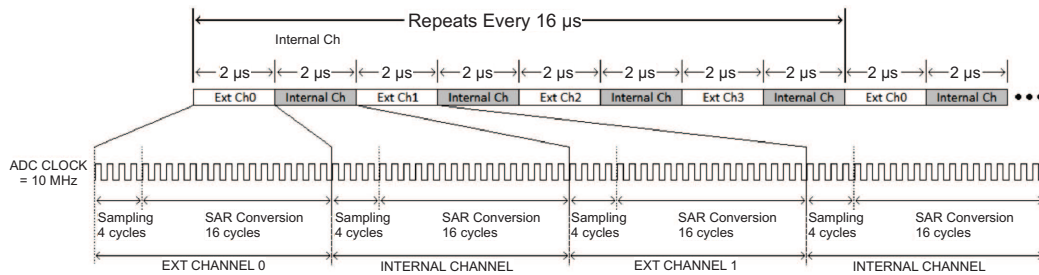 Repeats Every 16 µs
Internal Ch
2 µs 2 µs 2 µs 2 µs 2 µs 2 µs 2 µs 2 µs 2 µs 2 µs
Ext Ch0 Internal Ch Ext Ch1 Internal Ch Ext Ch2 Internal Ch Ext Ch3 Internal Ch Ext Ch0 Internal Ch
ADC CLOCK
= 10 MHz
Sampling SAR Conversion Sampling SAR Conversion Sampling SAR Conversion Sampling SAR Conversion
4 cycles 16 cycles 4 cycles 16 cycles 4 cycles 16 cycles 4 cycles 16 cycles
EXT CHANNEL 0 INTERNAL CHANNEL EXT CHANNEL 1 INTERNAL CHANNEL